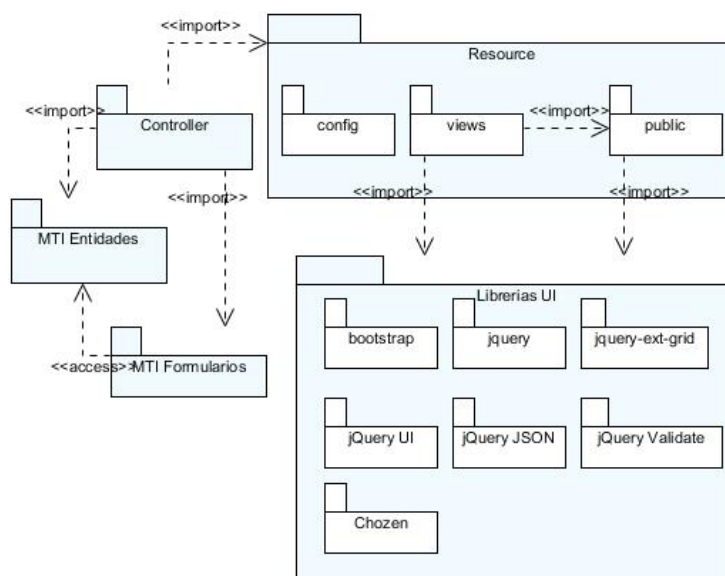 <<import>>
Resource
<<import>>
Controller
config
views
<<import>>
public
<<import>>
<<import>>
<<import>>
MTI Entidades
Librerias UI
bootstrap
jquery
jquery-ext-grid
<<access>>
MTI Formularios
jQuery UI
jQuery JSON
jQuery Validate
Chozen